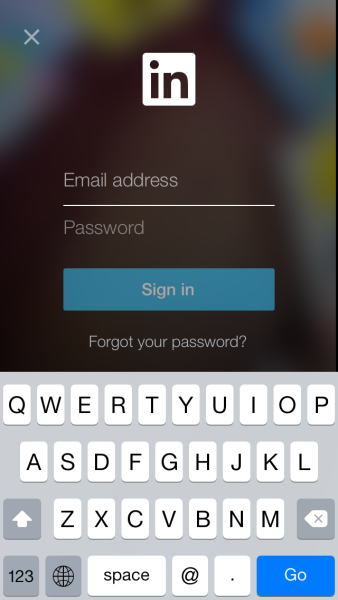 in
Email address
Password
Sign in
Forgot your password?
Q W E R T Y U I O P
A S D F G H J K L
Z X C V B N M
123 space @ . Go